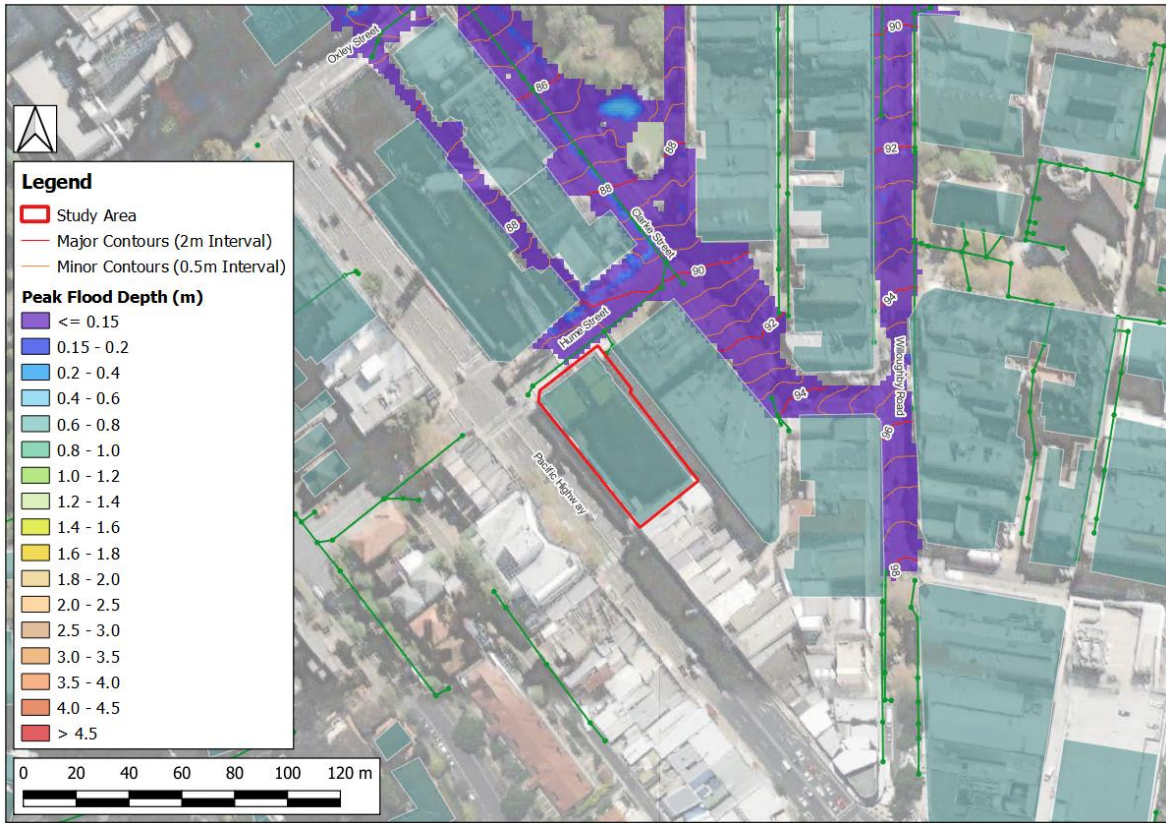 Oxley Street
90
86
92
88
88
Clarke Street
88
90
94
Hume Street
92
Willoughby Road
94
96
Pacific Highway
98
Legend
Study Area
Major Contours (2m Interval)
Minor Contours (0.5m Interval)
Peak Flood Depth (m)
<= 0.15
0.15 - 0.2
0.2 - 0.4
0.4 - 0.6
0.6 - 0.8
0.8 - 1.0
1.0 - 1.2
1.2 - 1.4
1.4 - 1.6
1.6 - 1.8
1.8 - 2.0
2.0 - 2.5
2.5 - 3.0
3.0 - 3.5
3.5 - 4.0
4.0 - 4.5
> 4.5
0 20 40 60 80 100 120 m